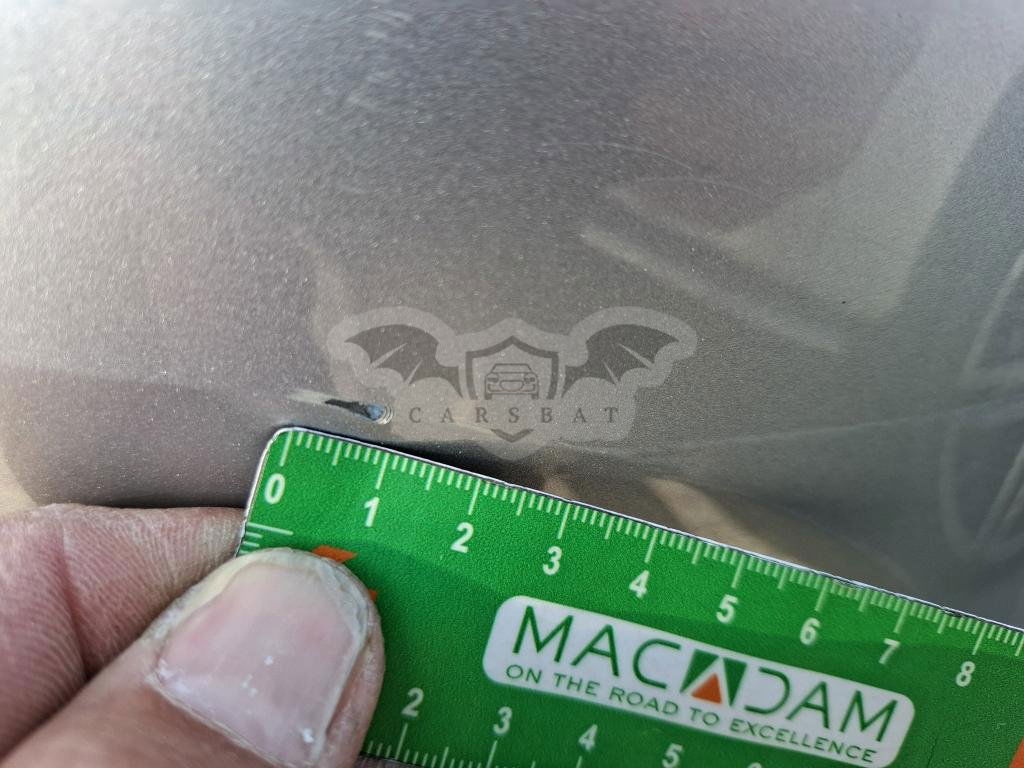 CARSBAT
0 1 2 3 4 5 6 7 8
MACADAM
ON THE ROAD TO EXCELLENCE
2 3 4 5